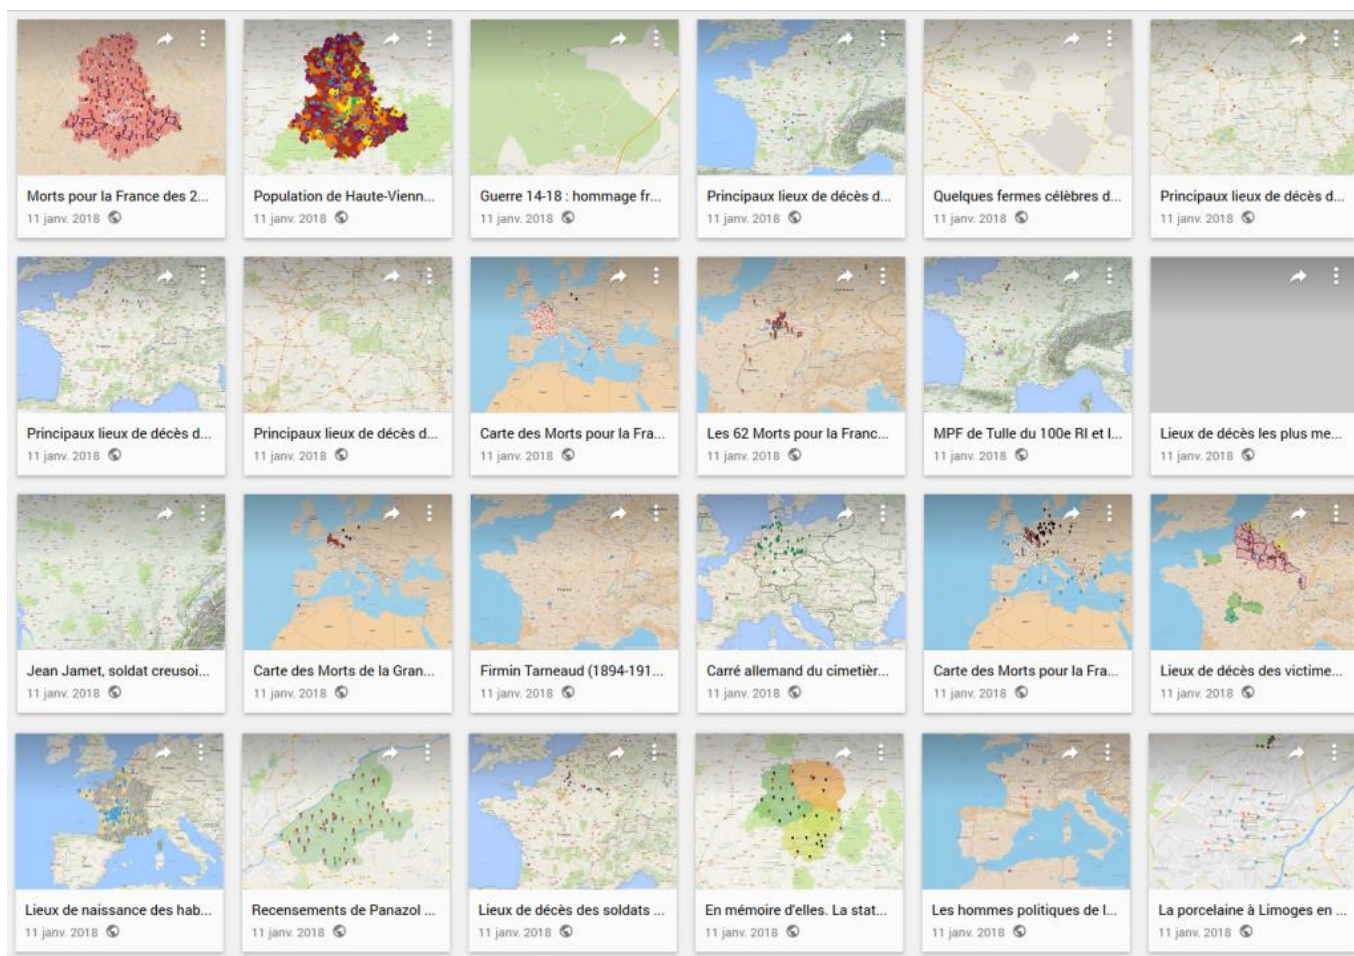 Morts pour la France des 2...
11 janv. 2018
Population de Haute-Vienn...
11 janv. 2018
Guerre 14-18 : hommage fr...
11 janv. 2018
Principaux lieux de décès d...
11 janv. 2018
Quelques fermes célèbres d...
11 janv. 2018
Principaux lieux de décès d...
11 janv. 2018
Principaux lieux de décès d...
11 janv. 2018
Principaux lieux de décès d...
11 janv. 2018
Carte des Morts pour la Fra...
11 janv. 2018
Les 62 Morts pour la Franc...
11 janv. 2018
MPF de Tulle du 100e RI et l...
11 janv. 2018
Lieux de décès les plus me...
11 janv. 2018
Jean Jamet, soldat creusoi...
11 janv. 2018
Carte des Morts de la Gran...
11 janv. 2018
Firmin Tarneaud (1894-191...
11 janv. 2018
Carré allemand du cimetièr...
11 janv. 2018
Carte des Morts pour la Fra...
11 janv. 2018
Lieux de décès des victime...
11 janv. 2018
Lieux de naissance des hab...
11 janv. 2018
Recensements de Panazol ...
11 janv. 2018
Lieux de décès des soldats ...
11 janv. 2018
En mémoire d'elles. La stat...
11 janv. 2018
Les hommes politiques de l...
11 janv. 2018
La porcelaine à Limoges en ...
11 janv. 2018